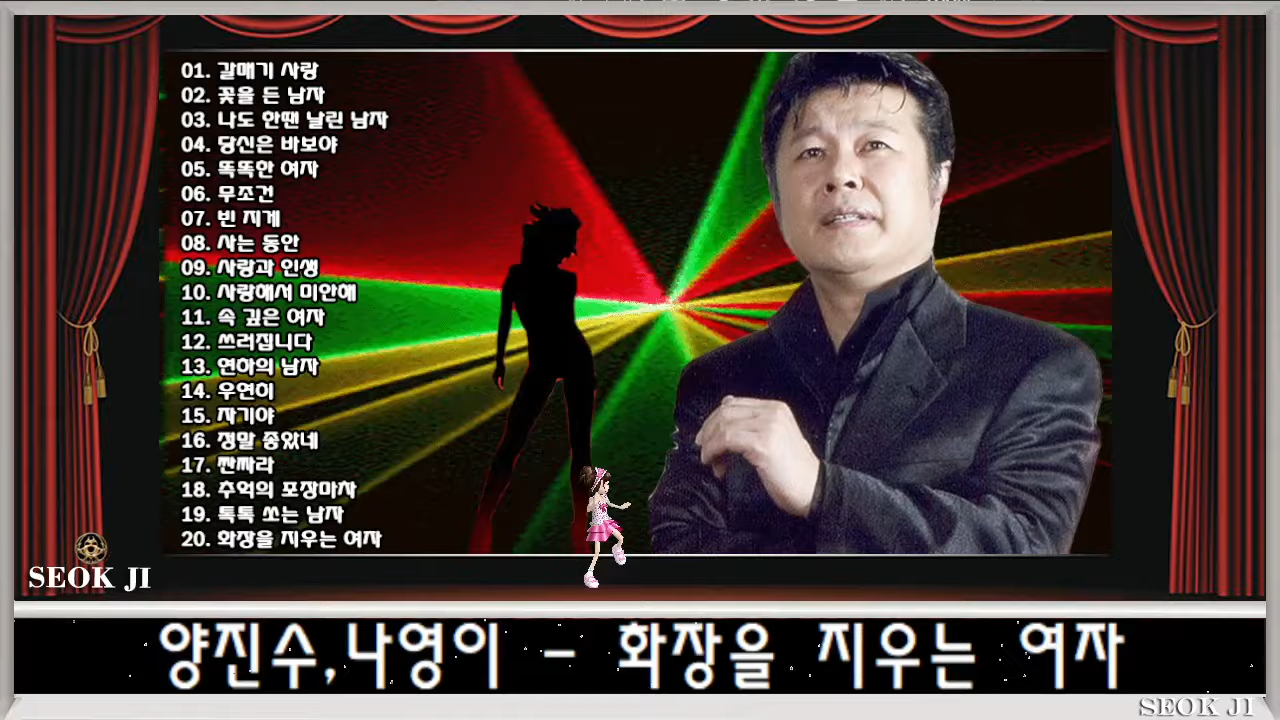 01. 갈매기 사랑
02. 꽃을 든 남자
03. 나도 한땐 날린 남자
04. 당신은 바보야
05. 똑똑한 여자
06. 무조건
07. 빈 지게
08. 사는 동안
09. 사랑과 인생
10. 사랑해서 미안해
11. 속 깊은 여자
12. 쓰러집니다
13. 연하의 남자
14. 우연히
15. 자기야
16. 정말 좋았네
17. 짠짜라
18. 추억의 포장마차
19. 톡톡 쏘는 남자
20. 화장을 지우는 여자
SEOK JI
양진수,나영이 - 화장을 지우는 여자
SEOK JI